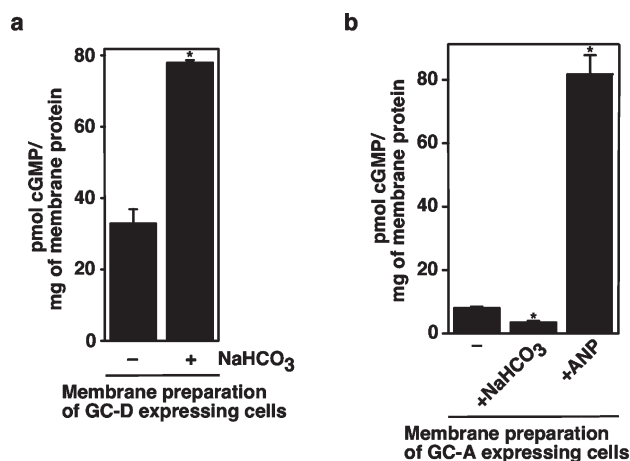 a
pmol cGMP/
mg of membrane protein
80
60
40
20
0
*
– + NaHCO3
Membrane preparation
of GC-D expressing cells
b
pmol cGMP/
mg of membrane protein
80
60
40
20
0
*
*
–
+NaHCO3
+ANP
Membrane preparation
of GC-A expressing cells